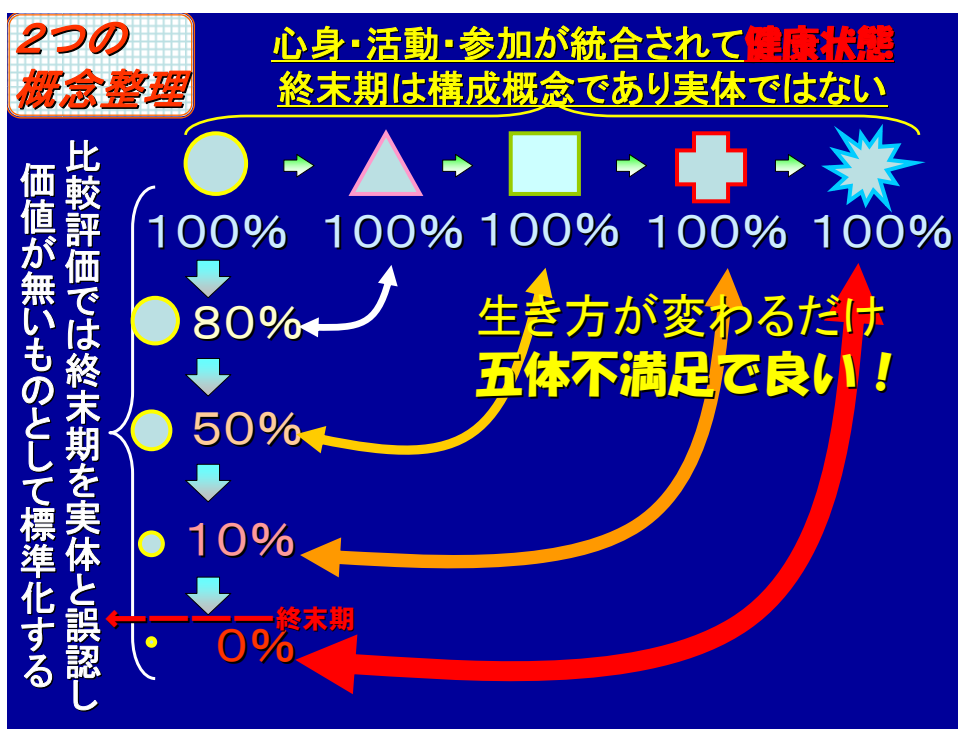 ２つの
概念整理
心身・活動・参加が統合されて健康状態
終末期は構成概念であり実体ではない
比較評価では終末期を実体と誤認し
価値が無いものとして標準化する
100%
100%
100%
100%
100%
80%
生き方が変わるだけ
五体不満足で良い！
50%
10%
終末期
0%